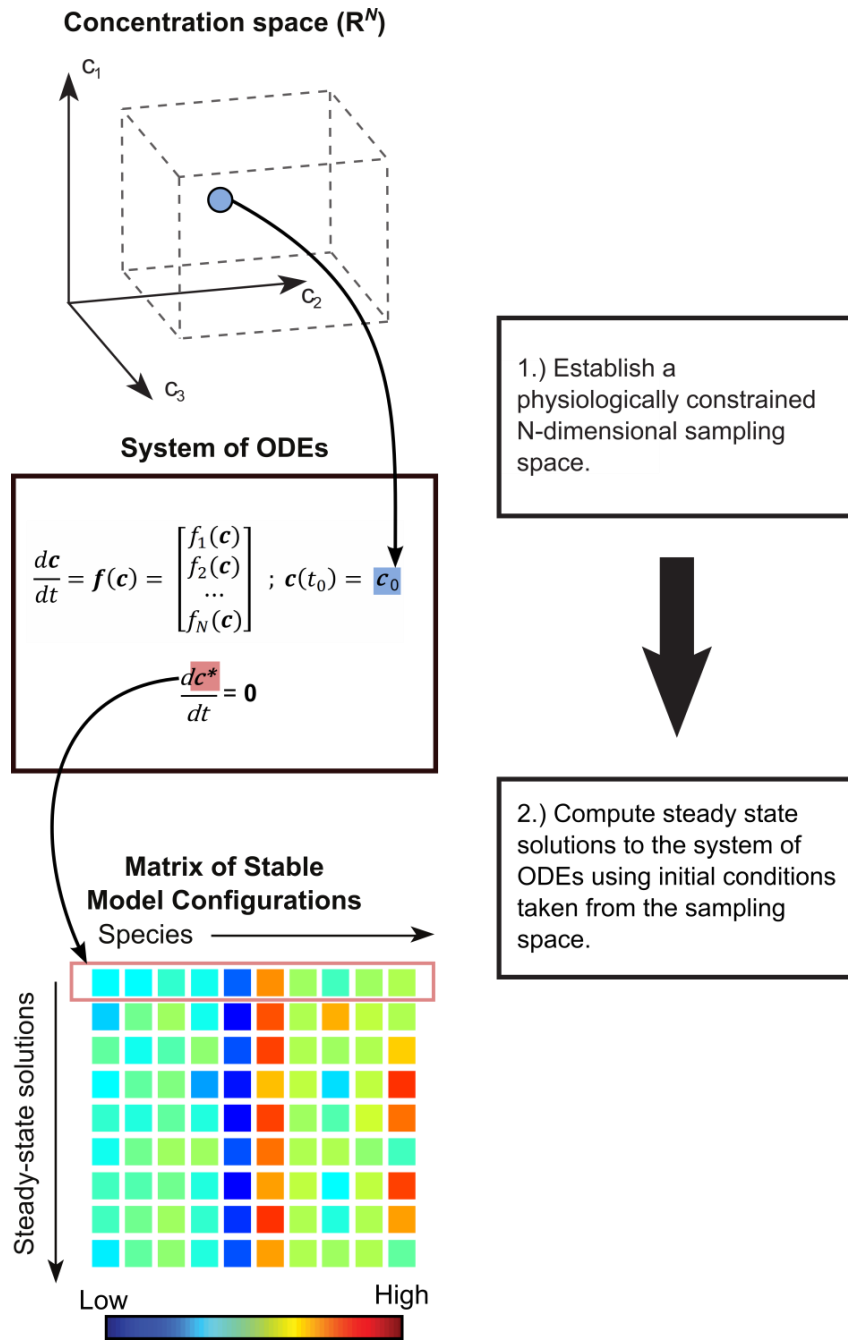 Concentration space (R^N)
c₁
c₂
c₃
System of ODEs
dc/dt = f(c) = [f₁(c) f₂(c) ... f_N(c)] ; c(t₀) = c₀
dc*/dt = 0
Matrix of Stable
Model Configurations
Species
Steady-state solutions
Low
High
1.) Establish a
physiologically constrained
N-dimensional sampling
space.
2.) Compute steady state
solutions to the system of
ODEs using initial conditions
taken from the sampling
space.